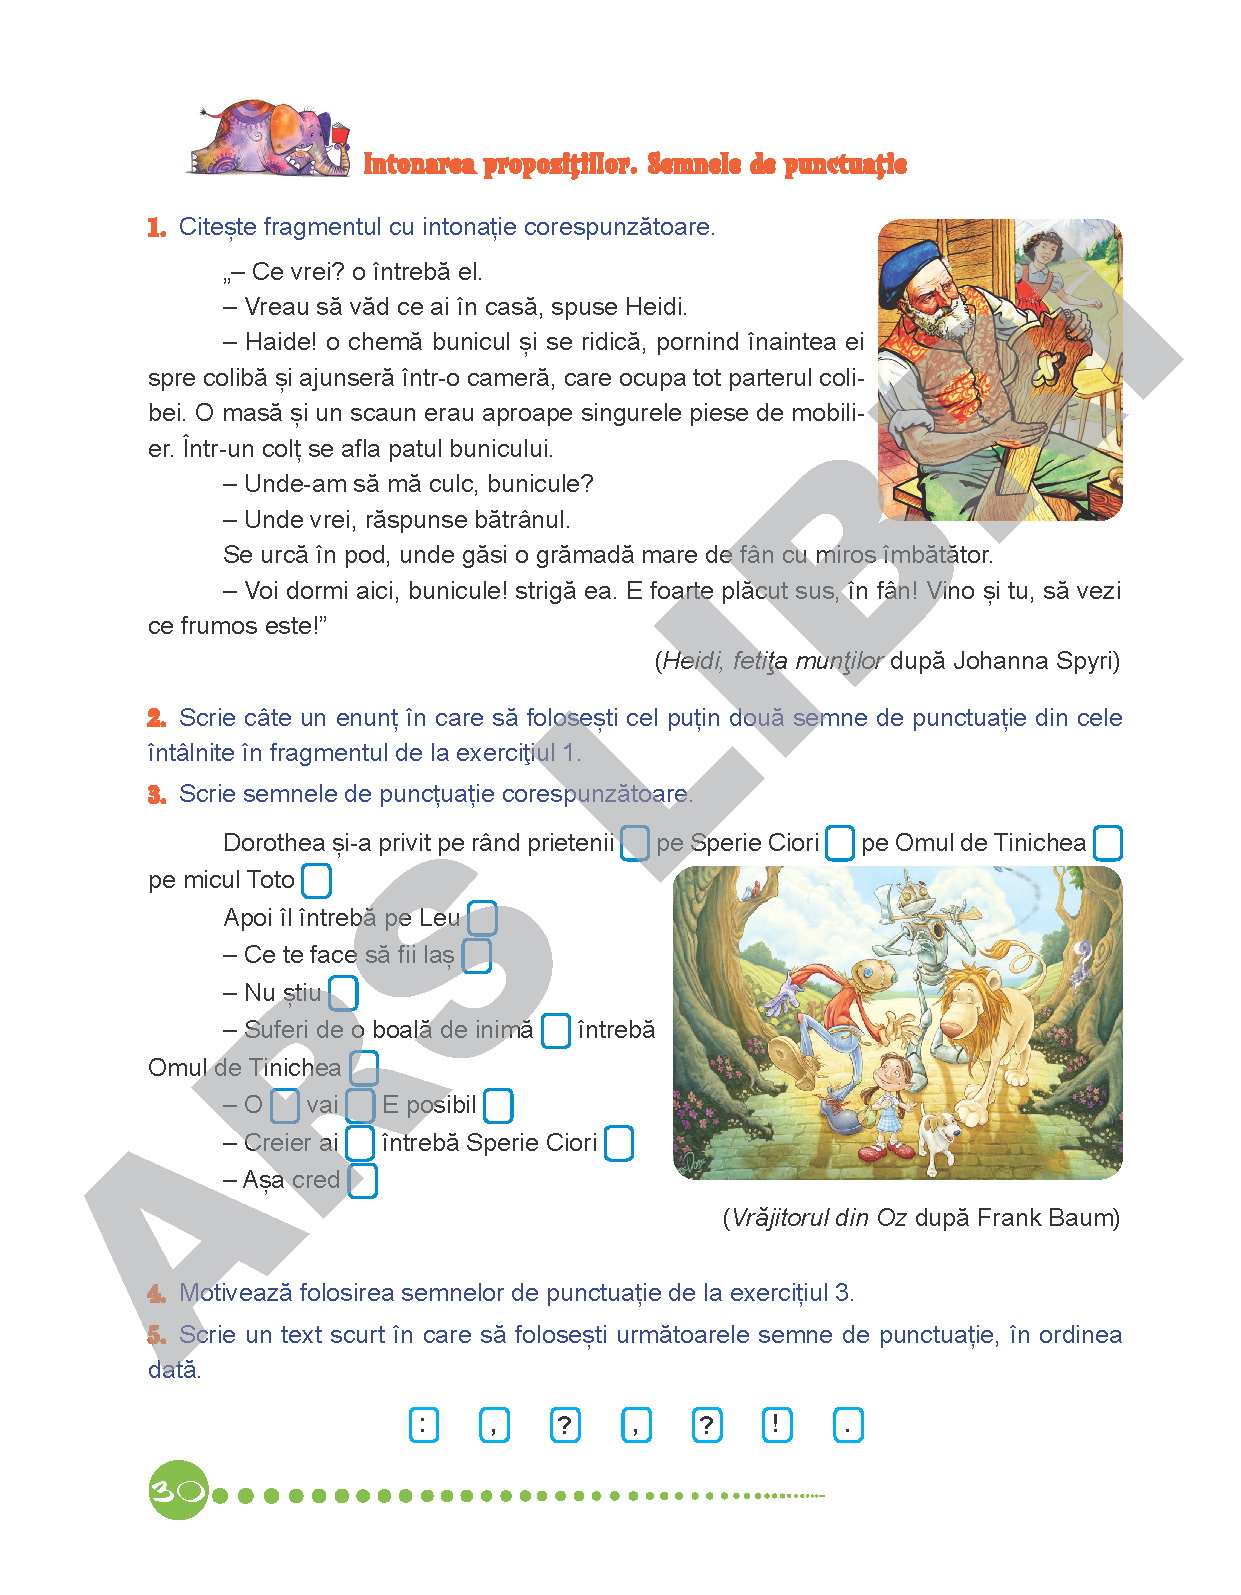 Intonarea propozițiilor. Semnele de punctuație
1. Citește fragmentul cu intonație corespunzătoare.
„– Ce vrei? o întrebă el.
– Vreau să văd ce ai în casă, spuse Heidi.
– Haide! o chemă bunicul și se ridică, pornind înaintea ei
spre colibă și ajunseră într-o cameră, care ocupa tot parterul coli-
bei. O masă și un scaun erau aproape singurele piese de mobili-
er. Într-un colț se afla patul bunicului.
– Unde-am să mă culc, bunicule?
– Unde vrei, răspunse bătrânul.
Se urcă în pod, unde găsi o grămadă mare de fân cu miros îmbătător.
– Voi dormi aici, bunicule! strigă ea. E foarte plăcut sus, în fân! Vino și tu, să vezi
ce frumos este!”
(Heidi, fetiţa munţilor după Johanna Spyri)
2. Scrie câte un enunț în care să folosești cel puțin două semne de punctuație din cele
întâlnite în fragmentul de la exerciţiul 1.
3. Scrie semnele de puncțuație corespunzătoare.
Dorothea și-a privit pe rând prietenii pe Sperie Ciori pe Omul de Tinichea
pe micul Toto
Apoi îl întrebă pe Leu
– Ce te face să fii laș
– Nu știu
– Suferi de o boală de inimă întrebă
Omul de Tinichea
– O vai E posibil
– Creier ai întrebă Sperie Ciori
– Așa cred
(Vrăjitorul din Oz după Frank Baum)
4. Motivează folosirea semnelor de punctuație de la exercițiul 3.
5. Scrie un text scurt în care să folosești următoarele semne de punctuație, în ordinea
dată.
: , ? , ? ! .
30
ARS LIBRI